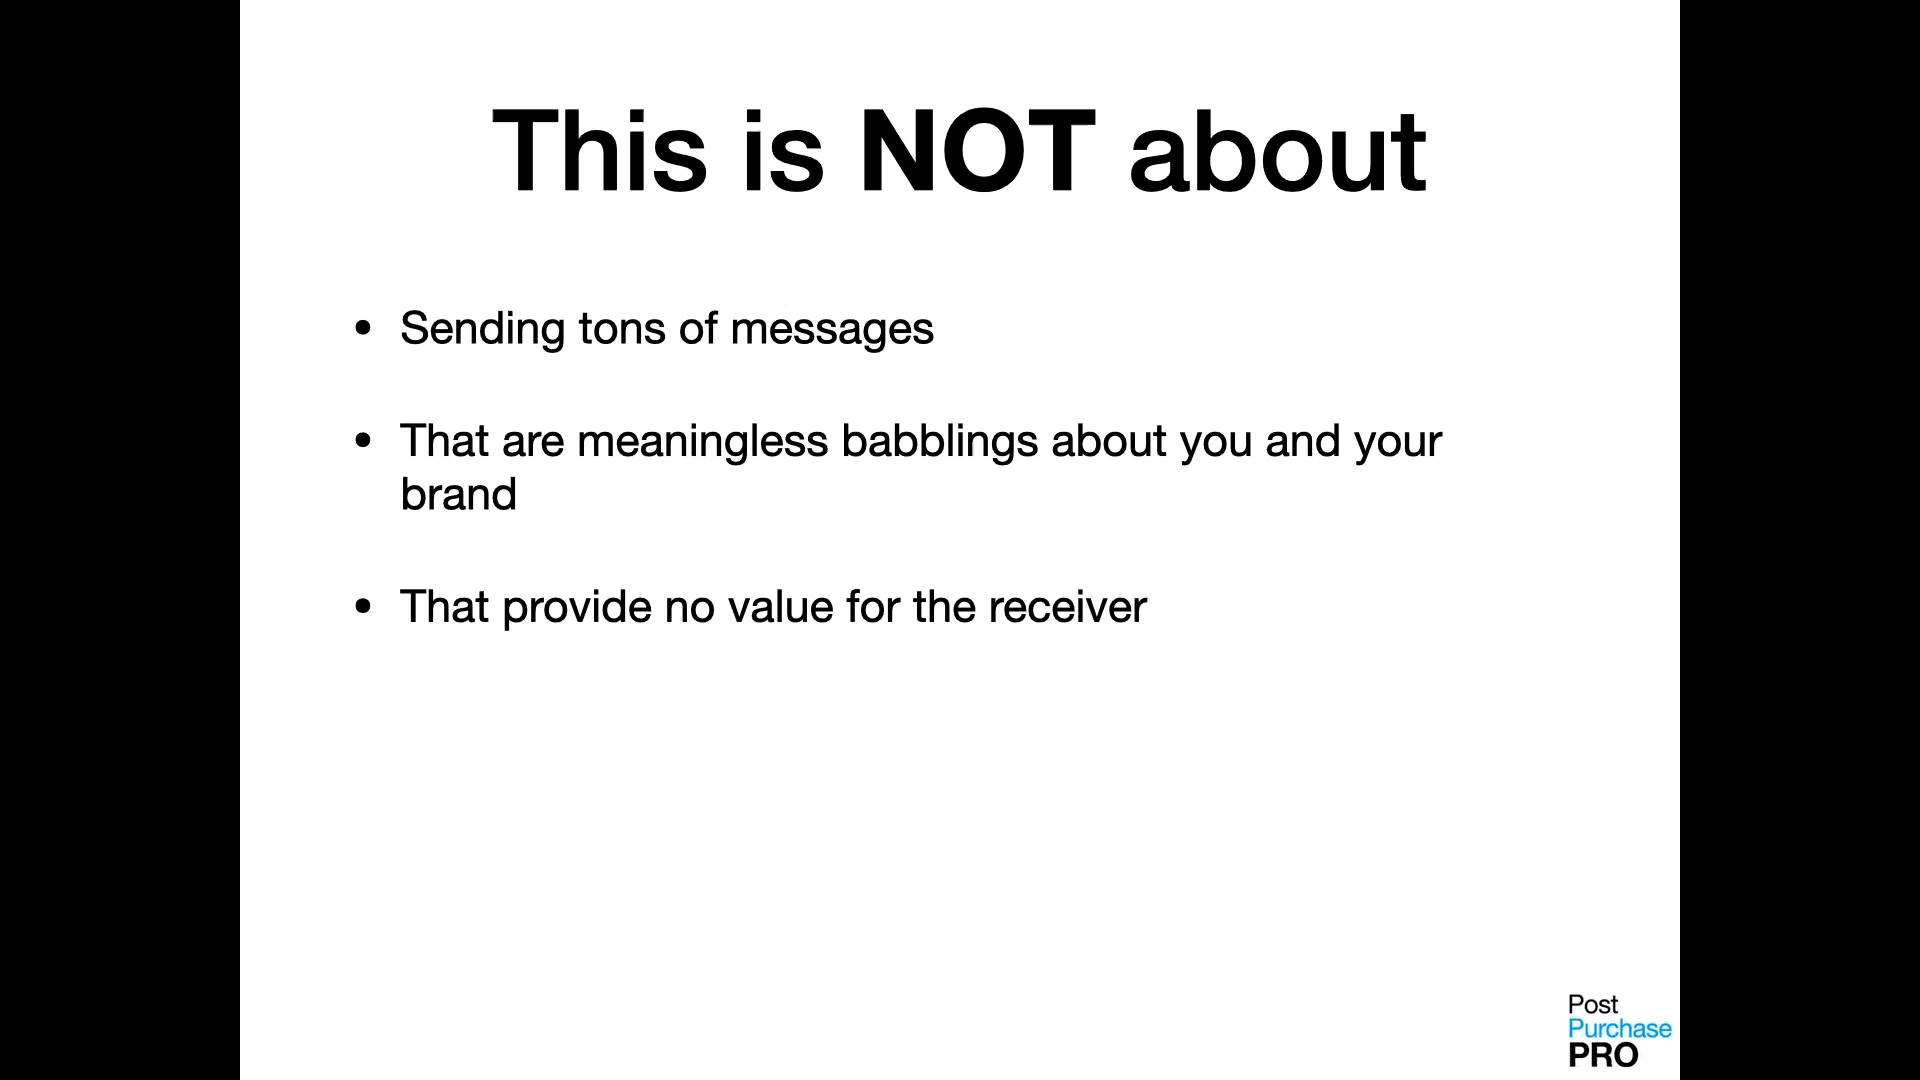 This is NOT about
• Sending tons of messages
• That are meaningless babblings about you and your
brand
• That provide no value for the receiver
Post
Purchase
PRO